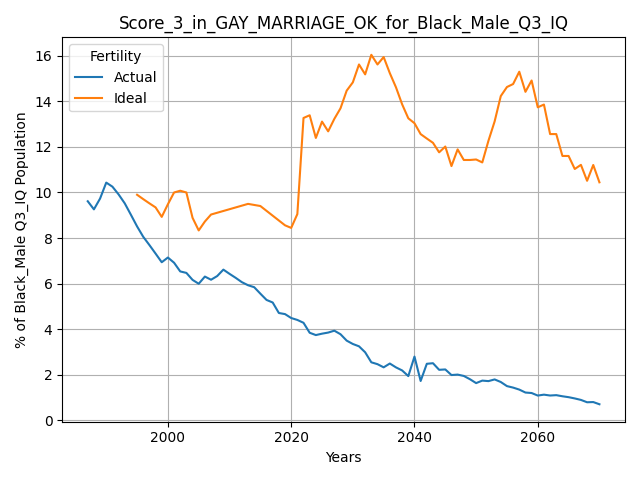 Score_3_in_GAY_MARRIAGE_OK_for_Black_Male_Q3_IQ
Fertility
Actual
Ideal
% of Black_Male Q3_IQ Population
16
14
12
10
8
6
4
2
0
2000
2020
2040
2060
Years